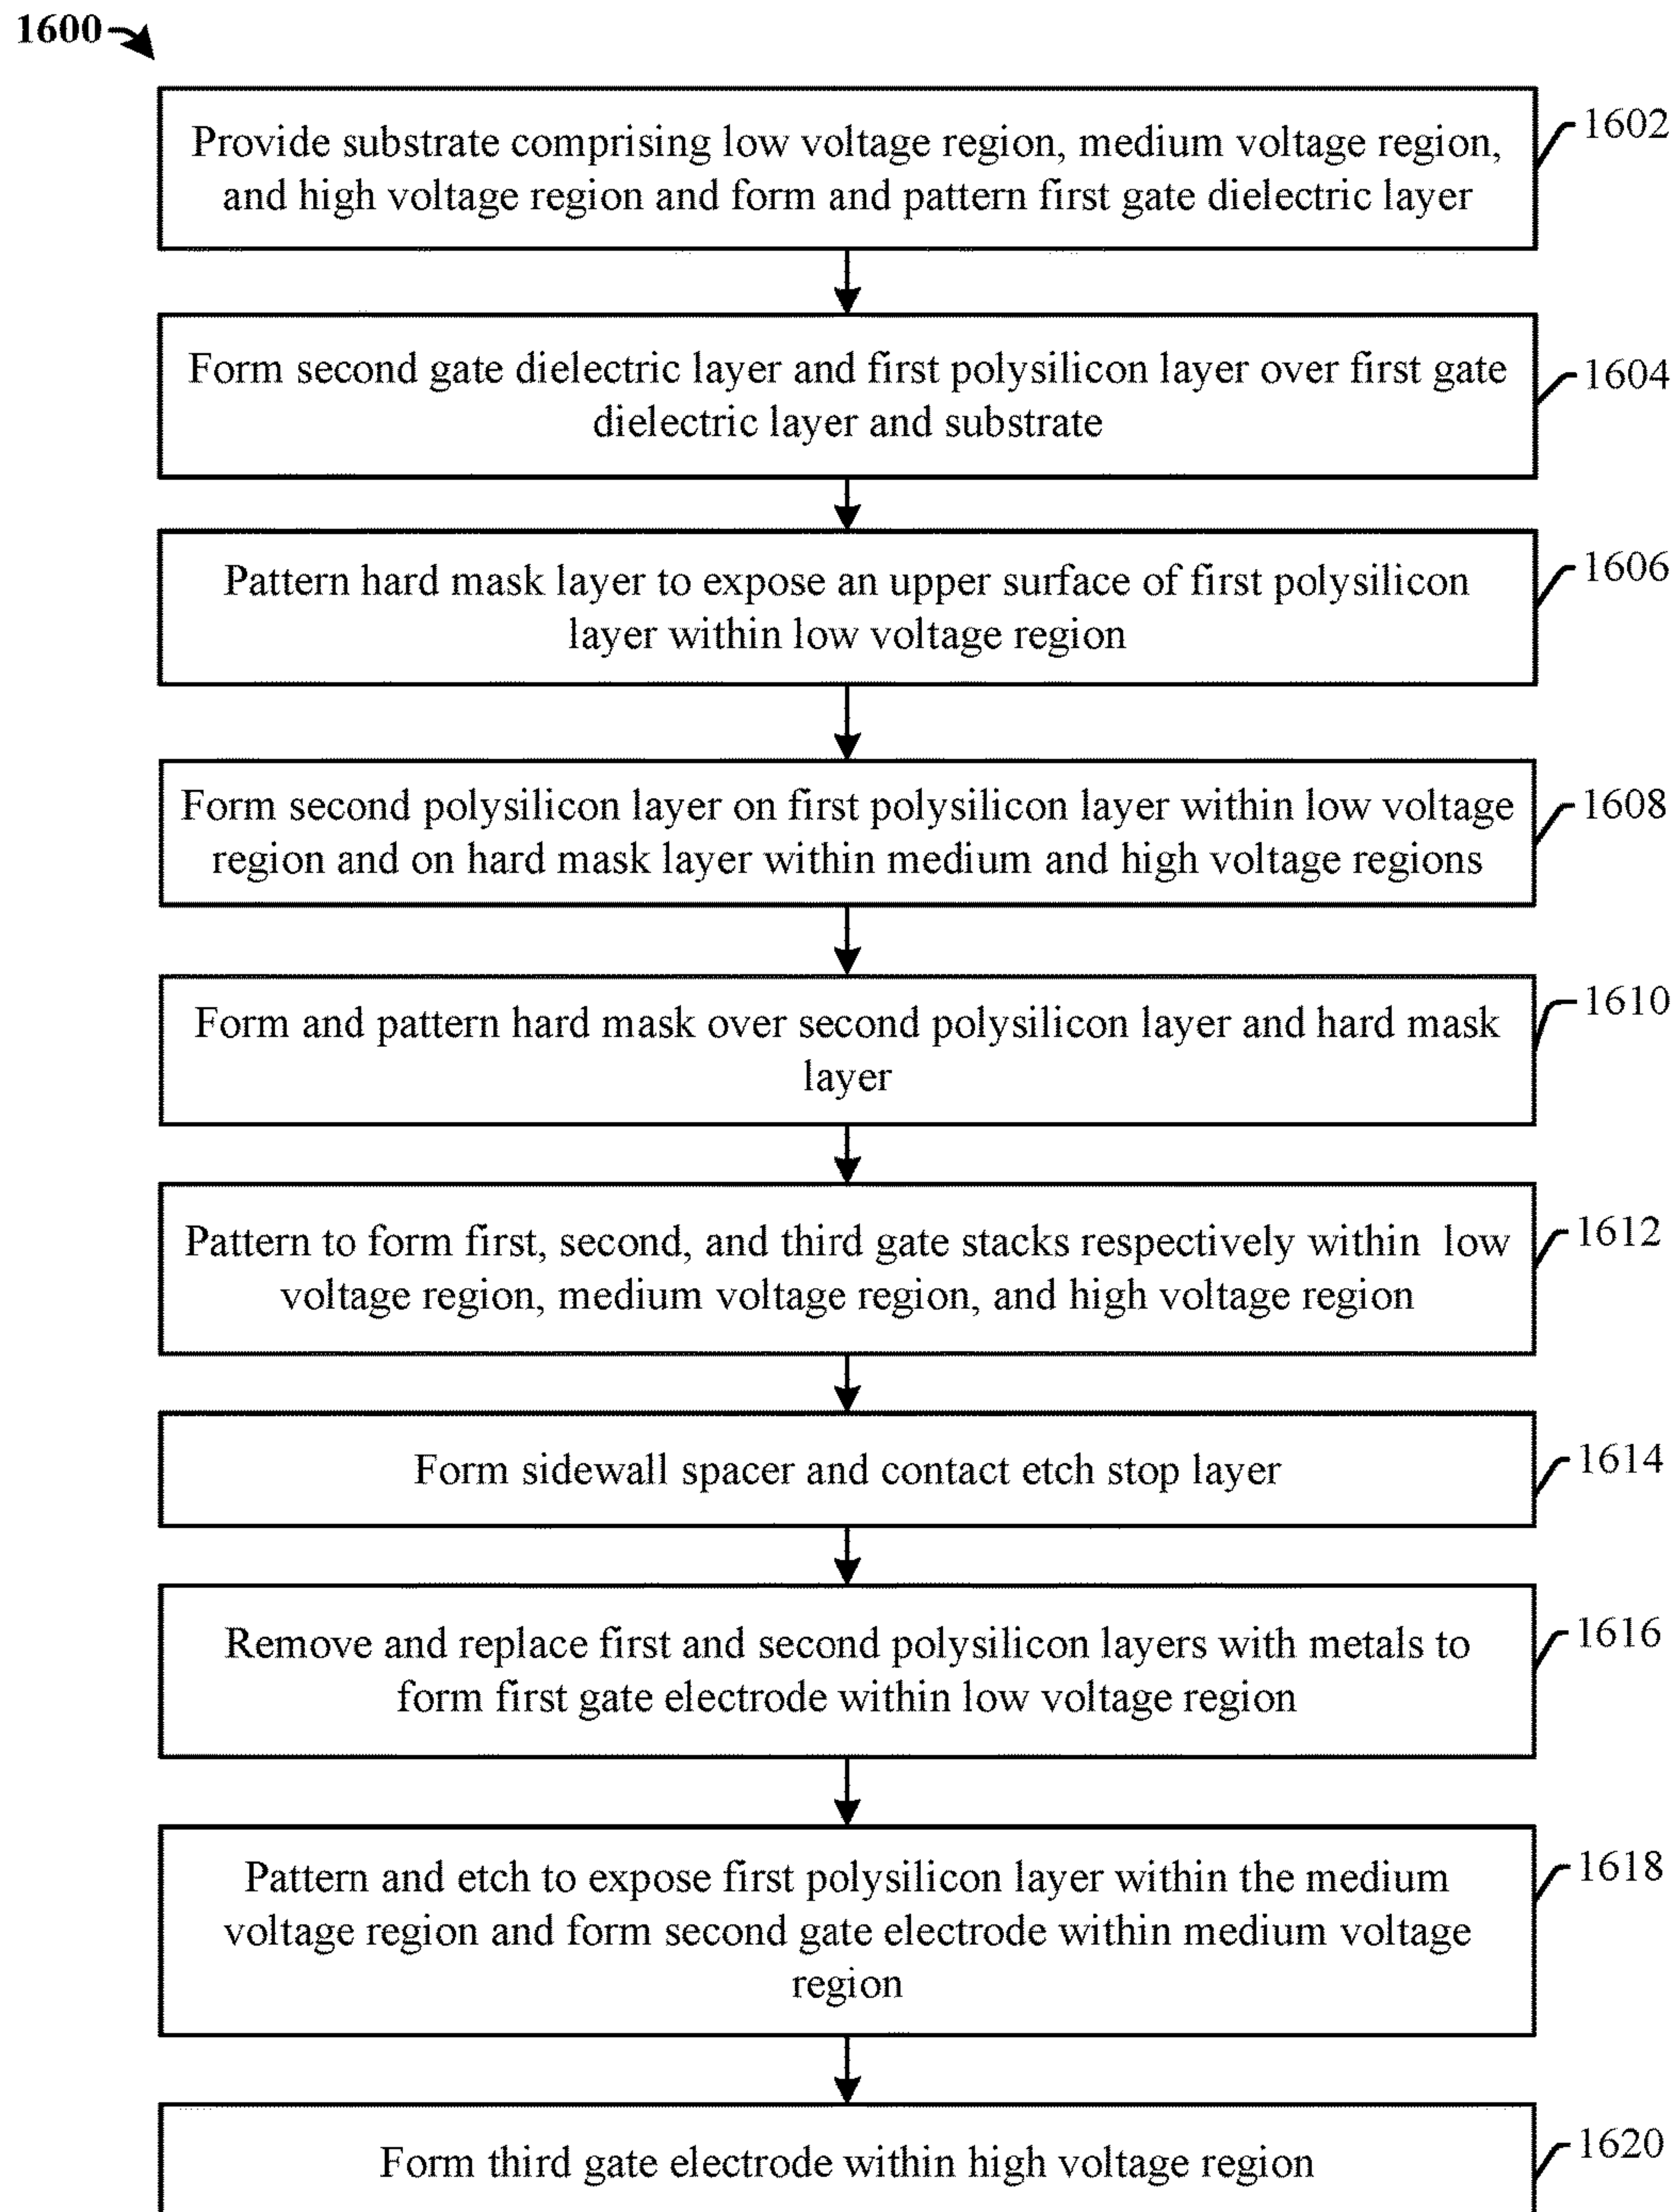 1600
Provide substrate comprising low voltage region, medium voltage region,
and high voltage region and form and pattern first gate dielectric layer
1602
Form second gate dielectric layer and first polysilicon layer over first gate
dielectric layer and substrate
1604
Pattern hard mask layer to expose an upper surface of first polysilicon
layer within low voltage region
1606
Form second polysilicon layer on first polysilicon layer within low voltage
region and on hard mask layer within medium and high voltage regions
1608
Form and pattern hard mask over second polysilicon layer and hard mask
layer
1610
Pattern to form first, second, and third gate stacks respectively within low
voltage region, medium voltage region, and high voltage region
1612
Form sidewall spacer and contact etch stop layer
1614
Remove and replace first and second polysilicon layers with metals to
form first gate electrode within low voltage region
1616
Pattern and etch to expose first polysilicon layer within the medium
voltage region and form second gate electrode within medium voltage
region
1618
Form third gate electrode within high voltage region
1620